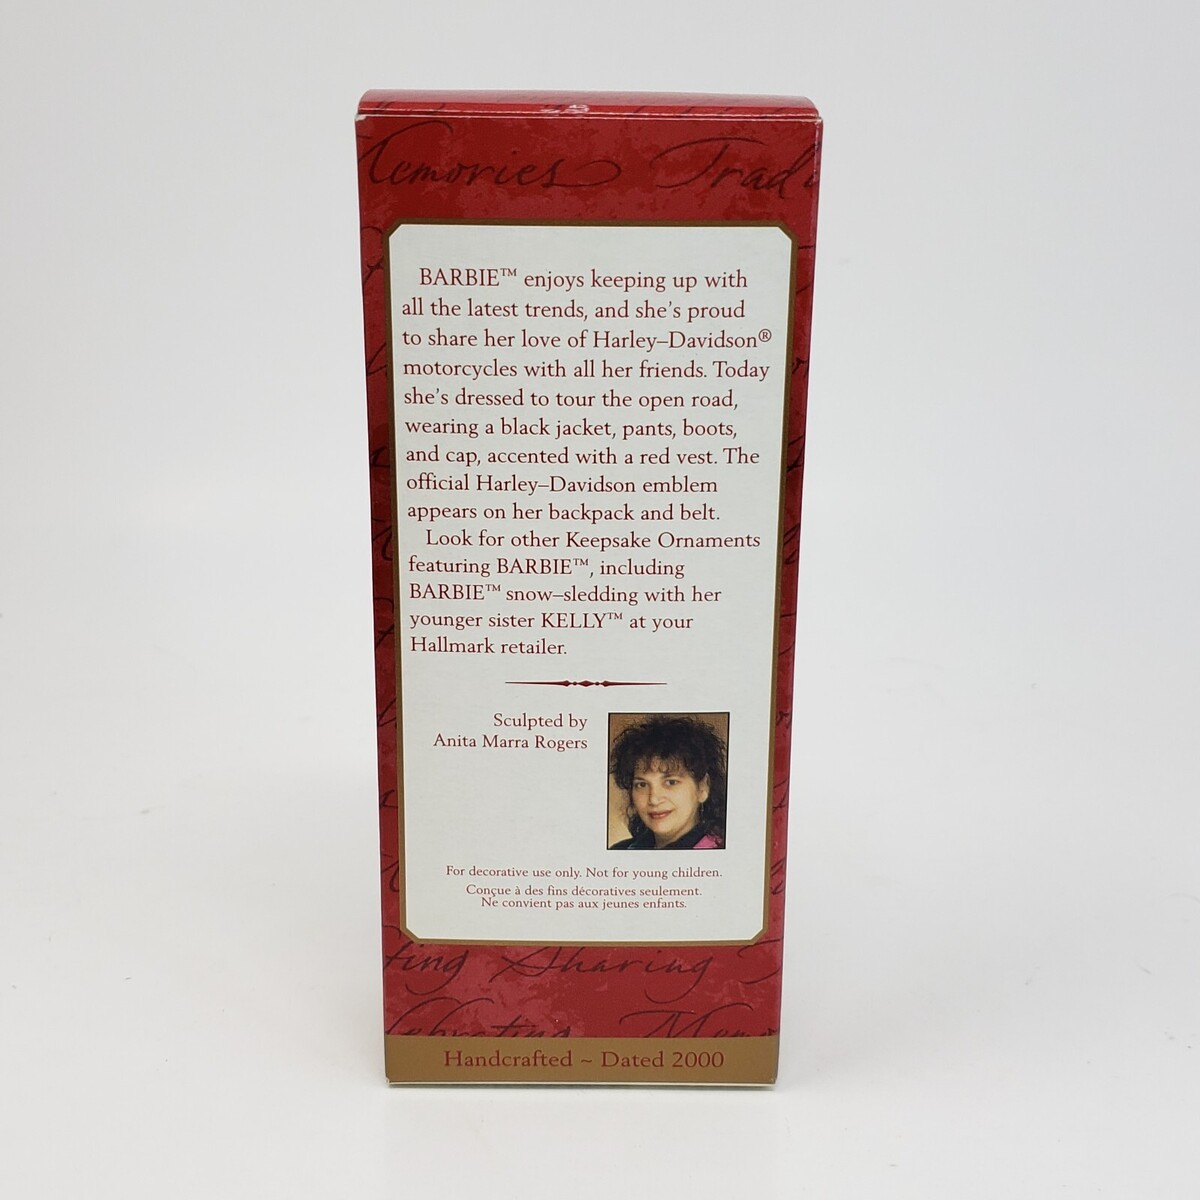 Memories Tradi
BARBIE™ enjoys keeping up with
all the latest trends, and she's proud
to share her love of Harley–Davidson®
motorcycles with all her friends. Today
she's dressed to tour the open road,
wearing a black jacket, pants, boots,
and cap, accented with a red vest. The
official Harley–Davidson emblem
appears on her backpack and belt.
Look for other Keepsake Ornaments
featuring BARBIE™, including
BARBIE™ snow–sledding with her
younger sister KELLY™ at your
Hallmark retailer.
Sculpted by
Anita Marra Rogers
For decorative use only. Not for young children.
Conçue à des fins décoratives seulement.
Ne convient pas aux jeunes enfants.
ting Sharing
lebrating Memo
Handcrafted ~ Dated 2000